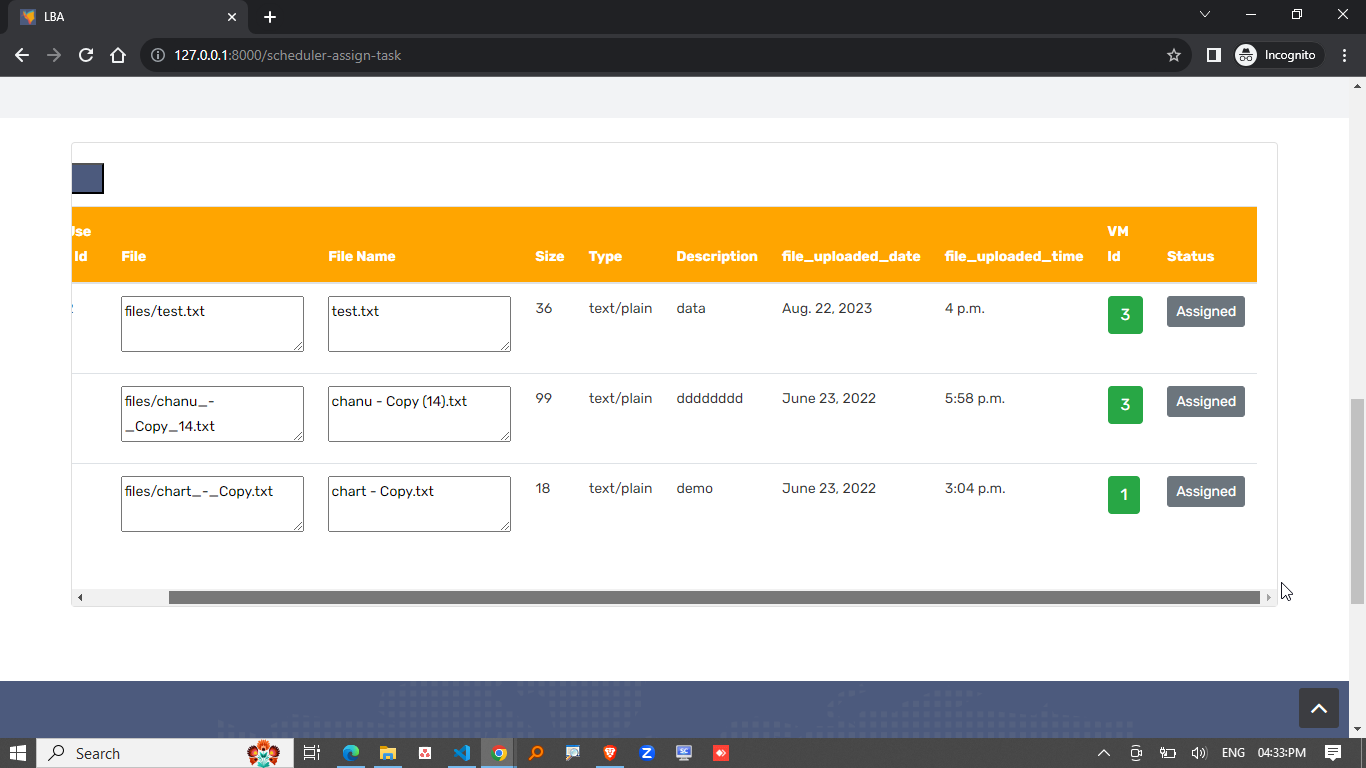 LBA
127.0.0.1:8000/scheduler-assign-task
Incognito
Use Id File File Name Size Type Description file_uploaded_date file_uploaded_time VM Id Status
files/test.txt test.txt 36 text/plain data Aug. 22, 2023 4 p.m. 3 Assigned
files/chanu_-
_Copy_14.txt chanu - Copy (14).txt 99 text/plain dddddddd June 23, 2022 5:58 p.m. 3 Assigned
files/chart_-_Copy.txt chart - Copy.txt 18 text/plain demo June 23, 2022 3:04 p.m. 1 Assigned
Search
ENG 04:33:PM